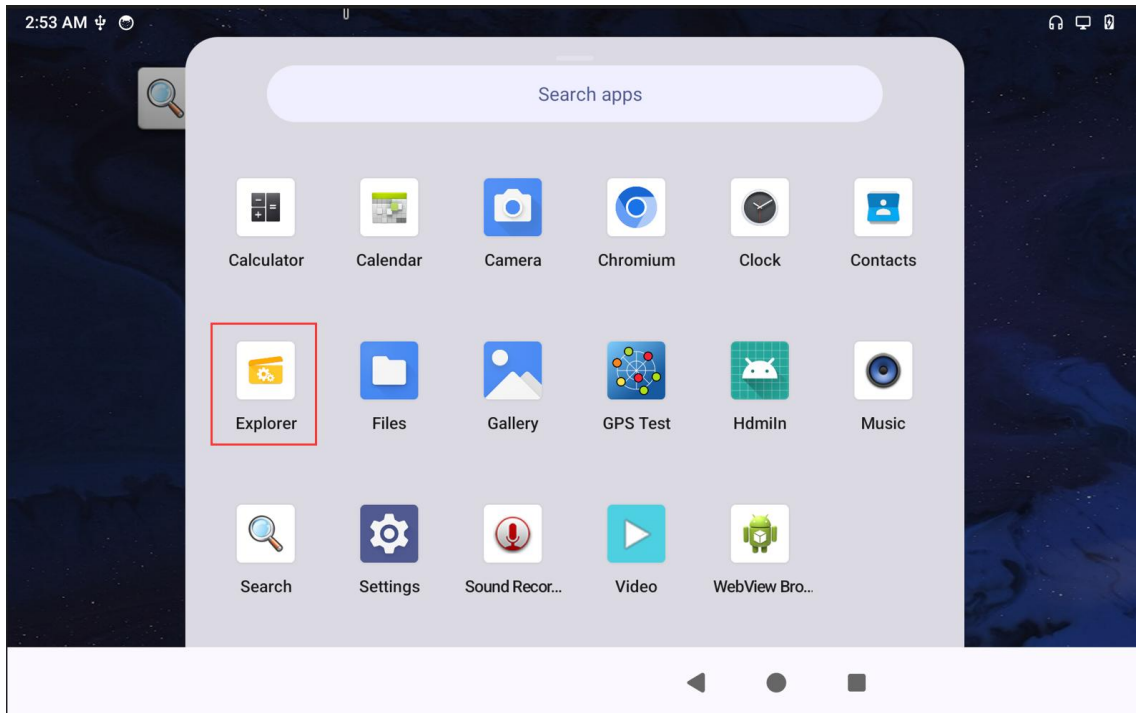 2:53 AM
Search apps
Calculator
Calendar
Camera
Chromium
Clock
Contacts
Explorer
Files
Gallery
GPS Test
HdmiIn
Music
Search
Settings
Sound Recor...
Video
WebView Bro...